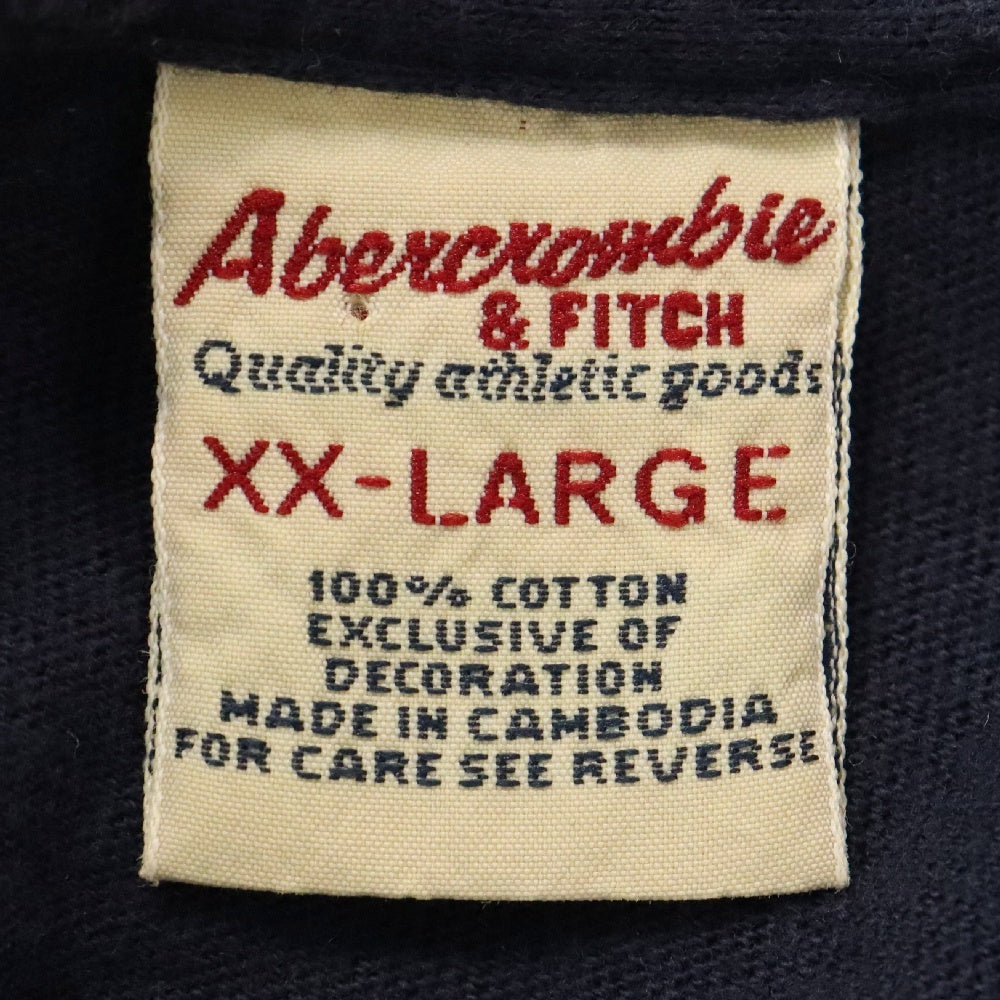 Abercrombie
& FITCH
Quality athletic goods
XX-LARGE
100% COTTON
EXCLUSIVE OF
DECORATION
MADE IN CAMBODIA
FOR CARE SEE REVERSE